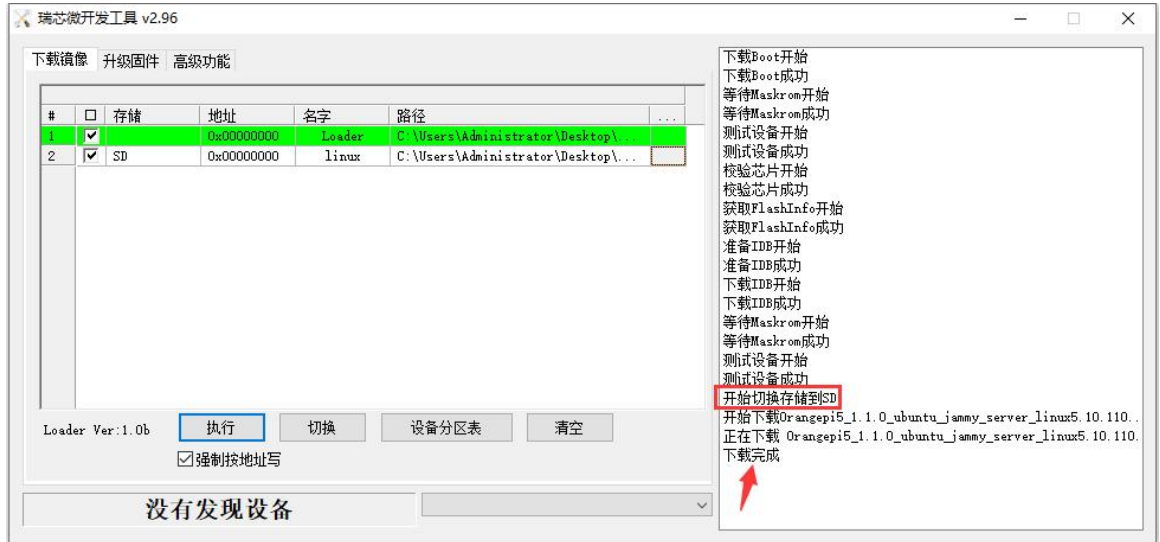 瑞芯微开发工具 v2.96
下载镜像 升级固件 高级功能
# 存储 地址 名字 路径 ...
1 0x00000000 Loader C:\Users\Administrator\Desktop\...
2 SD 0x00000000 linux C:\Users\Administrator\Desktop\...
Loader Ver:1.0b 执行 切换 设备分区表 清空
强制按地址写
没有发现设备
下载Boot开始
下载Boot成功
等待Maskrom开始
等待Maskrom成功
测试设备开始
测试设备成功
校验芯片开始
校验芯片成功
获取FlashInfo开始
获取FlashInfo成功
准备IDB开始
准备IDB成功
下载IDB开始
下载IDB成功
等待Maskrom开始
等待Maskrom成功
测试设备开始
测试设备成功
开始切换存储到SD
开始下载Orangepi5_1.1.0_ubuntu_jammy_server_linux5.10.110..
正在下载 Orangepi5_1.1.0_ubuntu_jammy_server_linux5.10.110.
下载完成